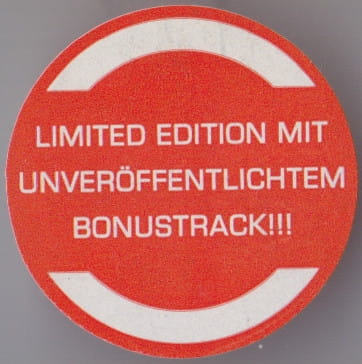 LIMITED EDITION MIT
UNVERÖFFENTLICHTEM
BONUSTRACK!!!